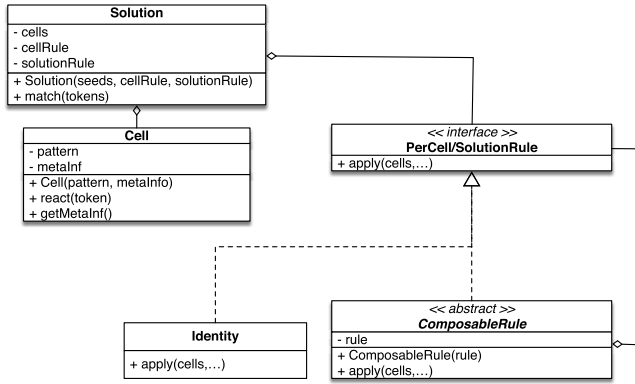 Solution
- cells
- cellRule
- solutionRule
+ Solution(seeds, cellRule, solutionRule)
+ match(tokens)
Cell
- pattern
- metaInf
+ Cell(pattern, metaInfo)
+ react(token)
+ getMetaInf()
<< interface >>
PerCell/SolutionRule
+ apply(cells,...)
Identity
+ apply(cells,...)
<< abstract >>
ComposableRule
- rule
+ ComposableRule(rule)
+ apply(cells,...)